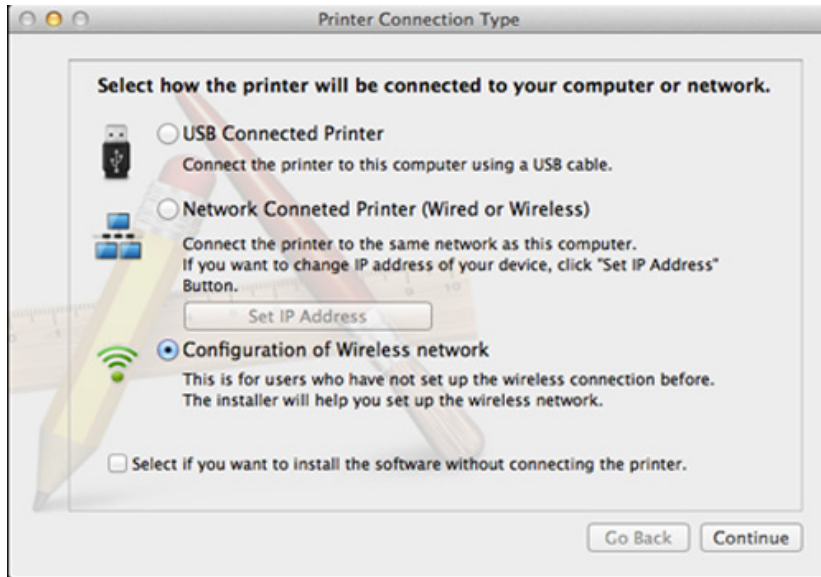 Printer Connection Type
Select how the printer will be connected to your computer or network.
USB Connected Printer
Connect the printer to this computer using a USB cable.
Network Conneted Printer (Wired or Wireless)
Connect the printer to the same network as this computer.
If you want to change IP address of your device, click "Set IP Address"
Button.
Set IP Address
Configuration of Wireless network
This is for users who have not set up the wireless connection before.
The installer will help you set up the wireless network.
Select if you want to install the software without connecting the printer.
Go Back
Continue